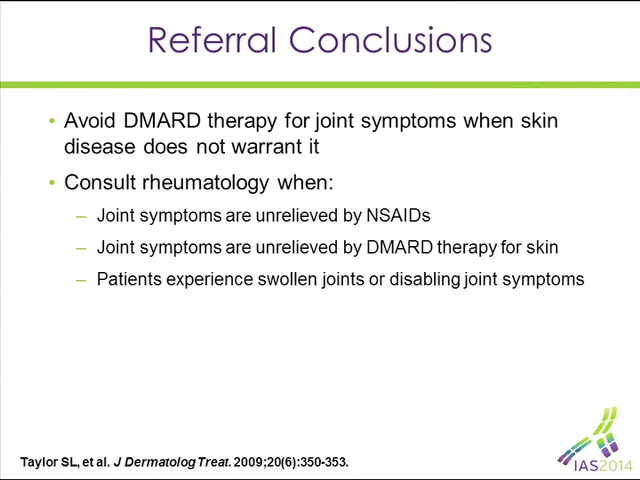 Referral Conclusions
• Avoid DMARD therapy for joint symptoms when skin
disease does not warrant it
• Consult rheumatology when:
– Joint symptoms are unrelieved by NSAIDs
– Joint symptoms are unrelieved by DMARD therapy for skin
– Patients experience swollen joints or disabling joint symptoms
Taylor SL, et al. J DermatologTreat. 2009;20(6):350-353.
IAS2014